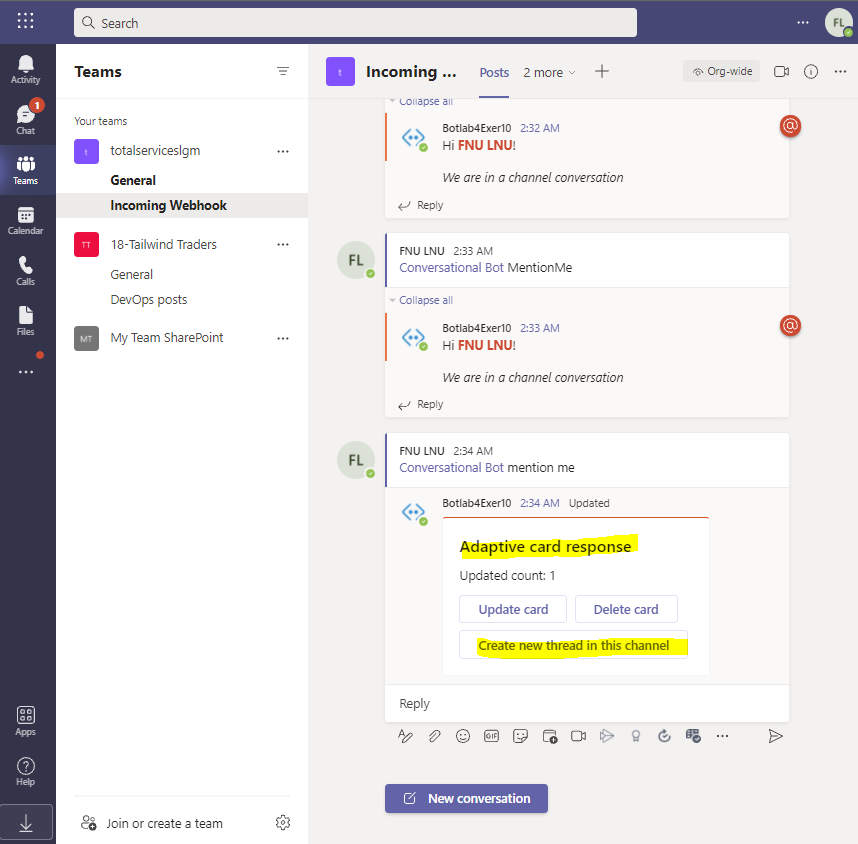 Search
FL
Activity
Chat
1
Teams
Calendar
Calls
Files
Apps
Help
Teams
Your teams
t
totalserviceslgm
General
Incoming Webhook
TT
18-Tailwind Traders
General
DevOps posts
MT
My Team SharePoint
Join or create a team
t
Incoming ...
Posts
2 more
Org-wide
Collapse all
Botlab4Exer10 2:32 AM
@
Hi FNU LNU!
We are in a channel conversation
Reply
FL
FNU LNU 2:33 AM
Conversational Bot MentionMe
Collapse all
Botlab4Exer10 2:33 AM
@
Hi FNU LNU!
We are in a channel conversation
Reply
FL
FNU LNU 2:34 AM
Conversational Bot mention me
Botlab4Exer10 2:34 AM Updated
Adaptive card response
Updated count: 1
Update card
Delete card
Create new thread in this channel
Reply
GIF
New conversation